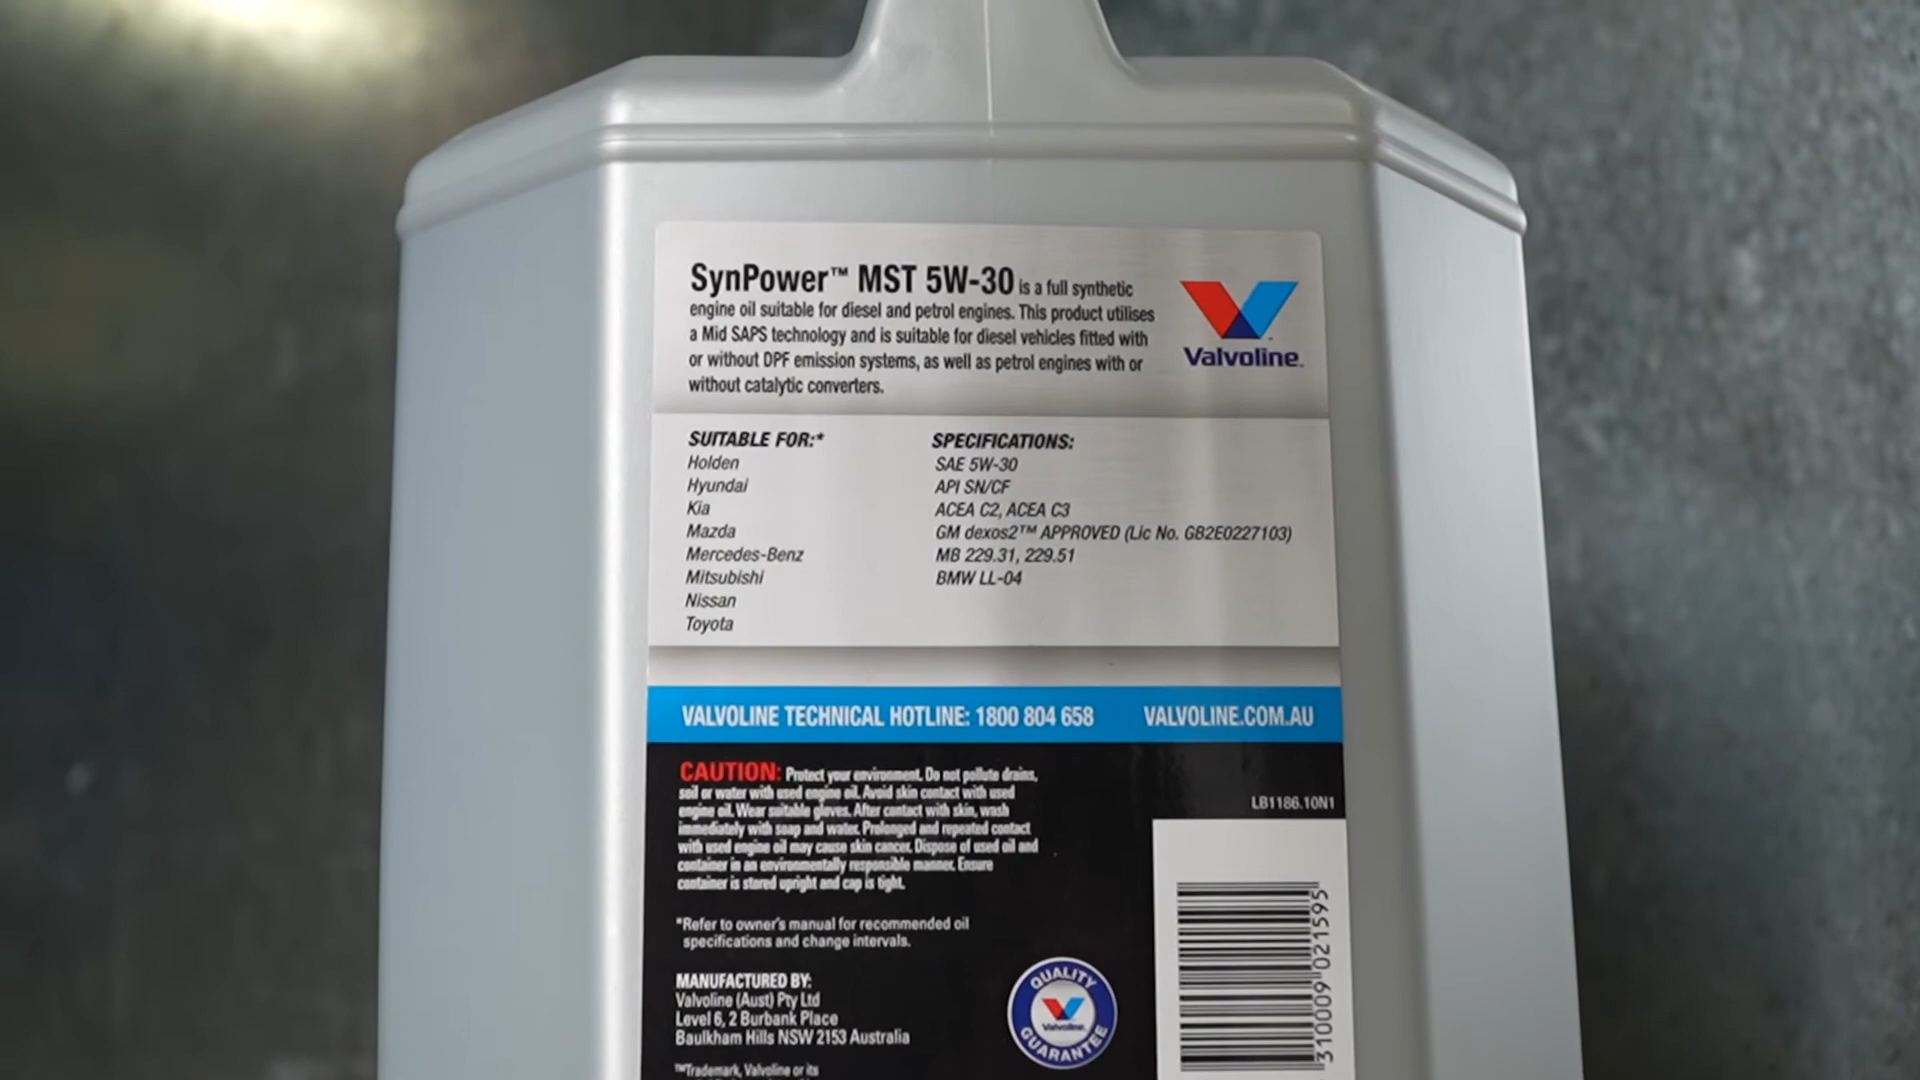 SynPower™ MST 5W-30 is a full synthetic
engine oil suitable for diesel and petrol engines. This product utilises
a Mid SAPS technology and is suitable for diesel vehicles fitted with
or without DPF emission systems, as well as petrol engines with or
without catalytic converters.
Valvoline™
SUITABLE FOR:*
Holden
Hyundai
Kia
Mazda
Mercedes-Benz
Mitsubishi
Nissan
Toyota
SPECIFICATIONS:
SAE 5W-30
API SN/CF
ACEA C2, ACEA C3
GM dexos2™ APPROVED (Lic No. GB2E0227103)
MB 229.31, 229.51
BMW LL-04
VALVOLINE TECHNICAL HOTLINE: 1800 804 658 VALVOLINE.COM.AU
CAUTION: Protect your environment. Do not pollute drains,
soil or water with used engine oil. Avoid skin contact with used
engine oil. Wear suitable gloves. After contact with skin, wash
immediately with soap and water. Prolonged and repeated contact
with used engine oil may cause skin cancer. Dispose of used oil and
container in an environmentally responsible manner. Ensure
container is stored upright and cap is tight.
*Refer to owner's manual for recommended oil
specifications and change intervals.
MANUFACTURED BY:
Valvoline (Aust) Pty Ltd
Level 6, 2 Burbank Place
Baulkham Hills NSW 2153 Australia
™Trademark, Valvoline or its
QUALITY
Valvoline
GUARANTEE
LB1186.10N1
9310009021595